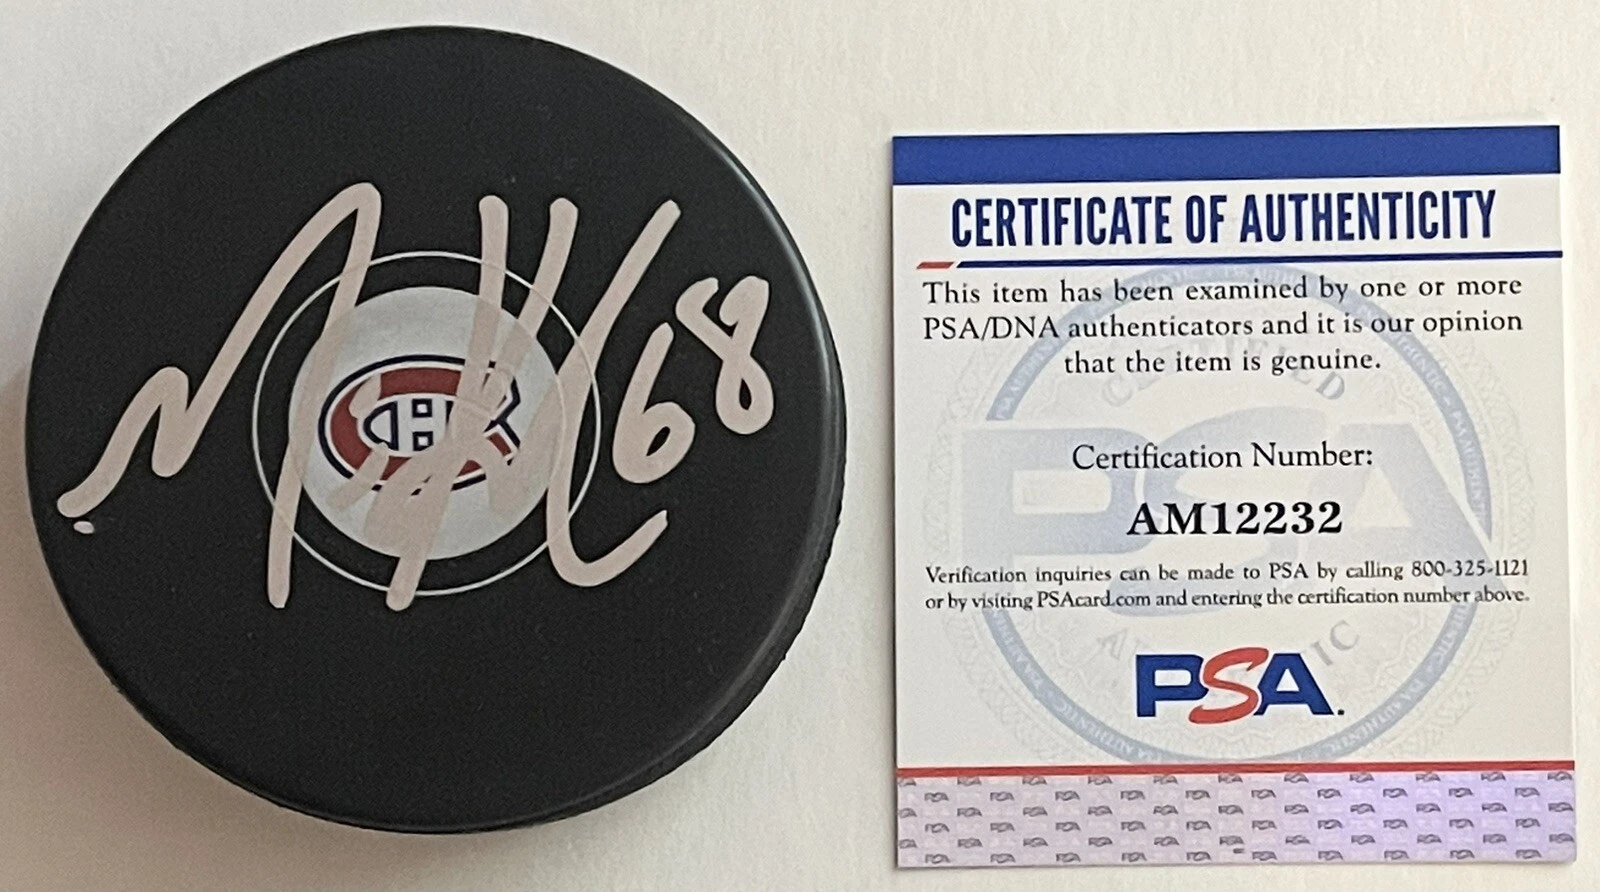 68
CERTIFICATE OF AUTHENTICITY
This item has been examined by one or more
PSA/DNA authenticators and it is our opinion
that the item is genuine.
Certification Number:
AM12232
Verification inquiries can be made to PSA by calling 800-325-1121
or by visiting PSAcard.com and entering the certification number above.
PSA.